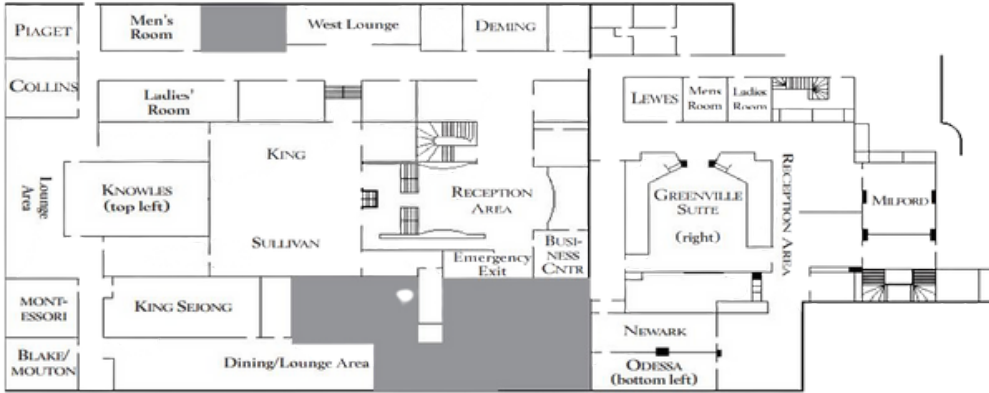 PIAGET
Men's
Room
West Lounge
DEMING
COLLINS
Ladies'
Room
LEWES
Mens
Room
Ladies
Room
KING
Lounge
Area
KNOWLES
(top left)
RECEPTION
AREA
GREENVILLE
SUITE
(right)
RECEPTION AREA
MILFORD
SULLIVAN
Emergency
Exit
BUSI-
NESS
CNTR
MONT-
ESSORI
KING SEJONG
NEWARK
BLAKE/
MOUTON
Dining/Lounge Area
ODESSA
(bottom left)